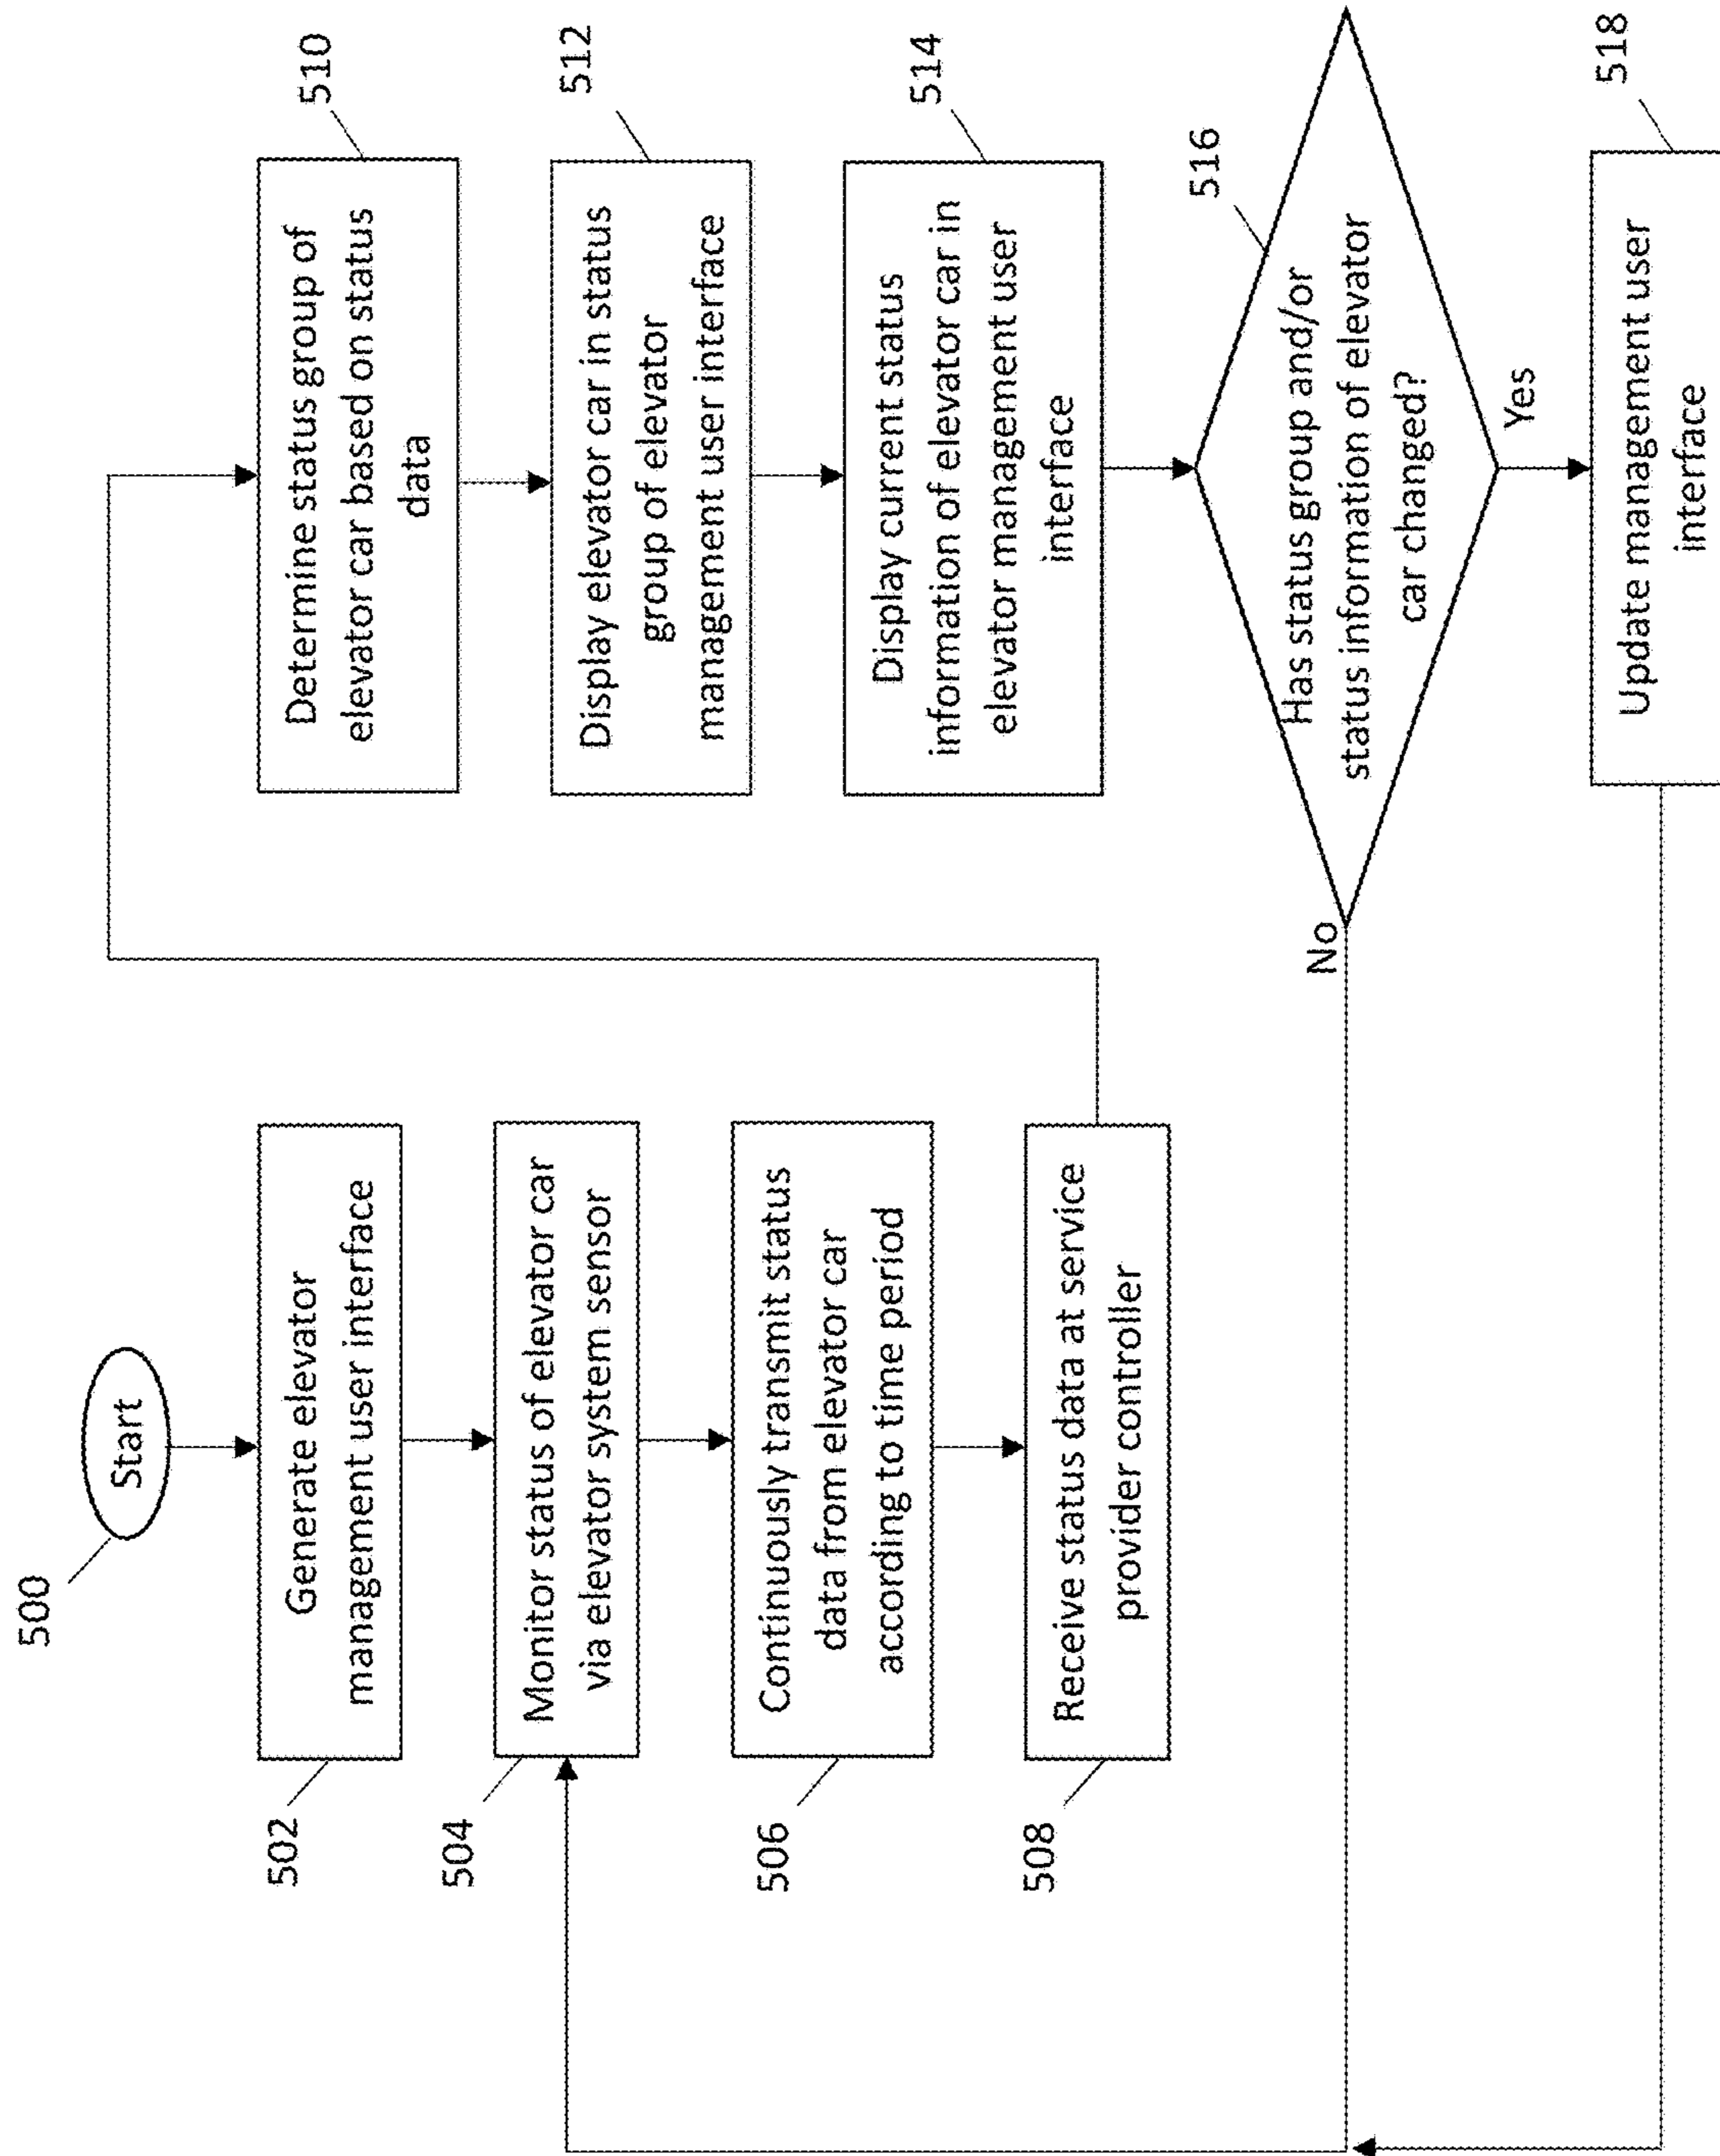 500
Start
502
Generate elevator
management user interface
504
Monitor status of elevator car
via elevator system sensor
506
Continuously transmit status
data from elevator car
according to time period
508
Receive status data at service
provider controller
510
Determine status group of
elevator car based on status
data
512
Display elevator car in status
group of elevator
management user interface
514
Display current status
information of elevator car in
elevator management user
interface
516
Has status group and/or
status information of elevator
car changed?
No
Yes
518
Update management user
interface